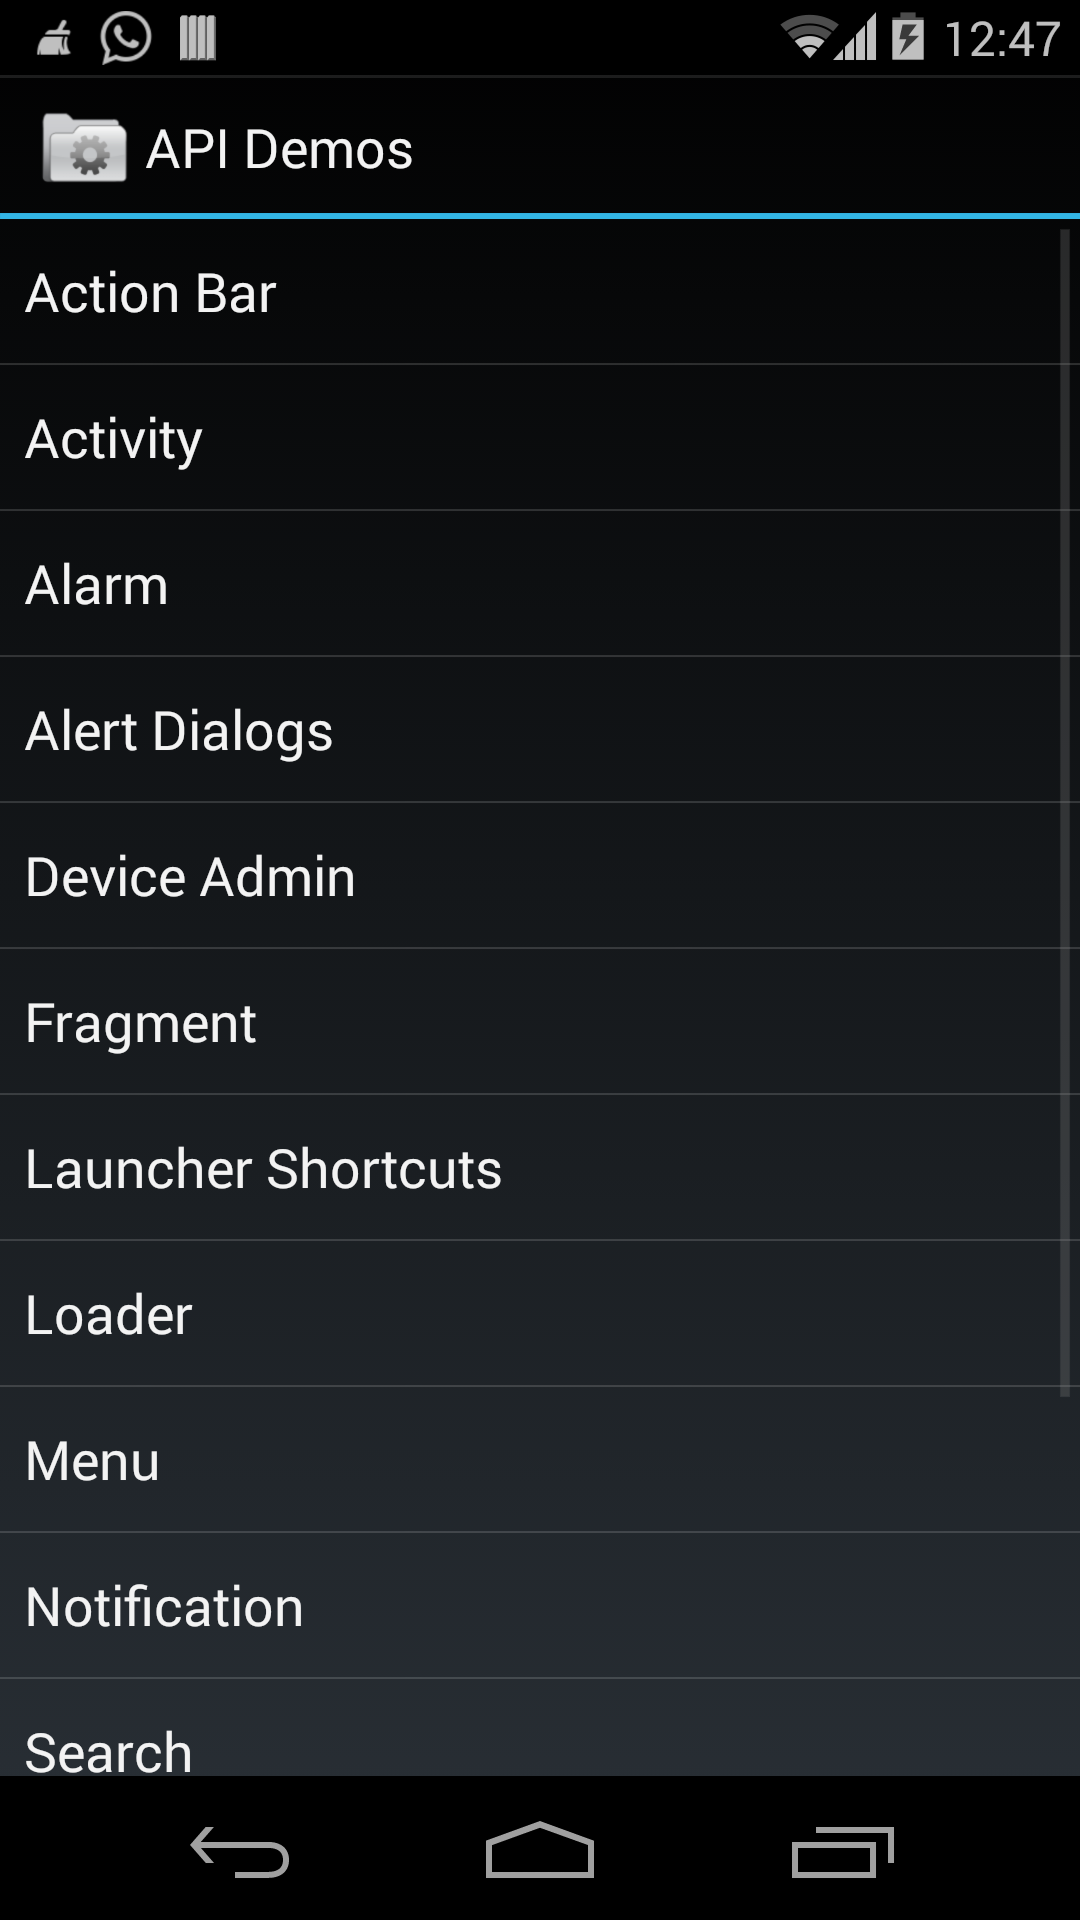 12:47
API Demos
Action Bar
Activity
Alarm
Alert Dialogs
Device Admin
Fragment
Launcher Shortcuts
Loader
Menu
Notification
Search